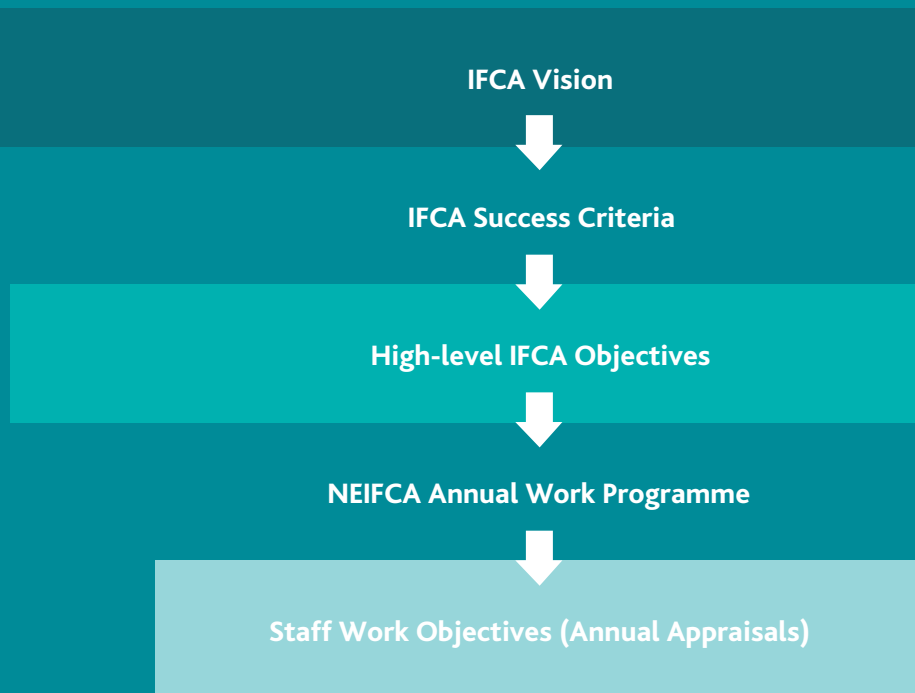 IFCA Vision
IFCA Success Criteria
High-level IFCA Objectives
NEIFCA Annual Work Programme
Staff Work Objectives (Annual Appraisals)